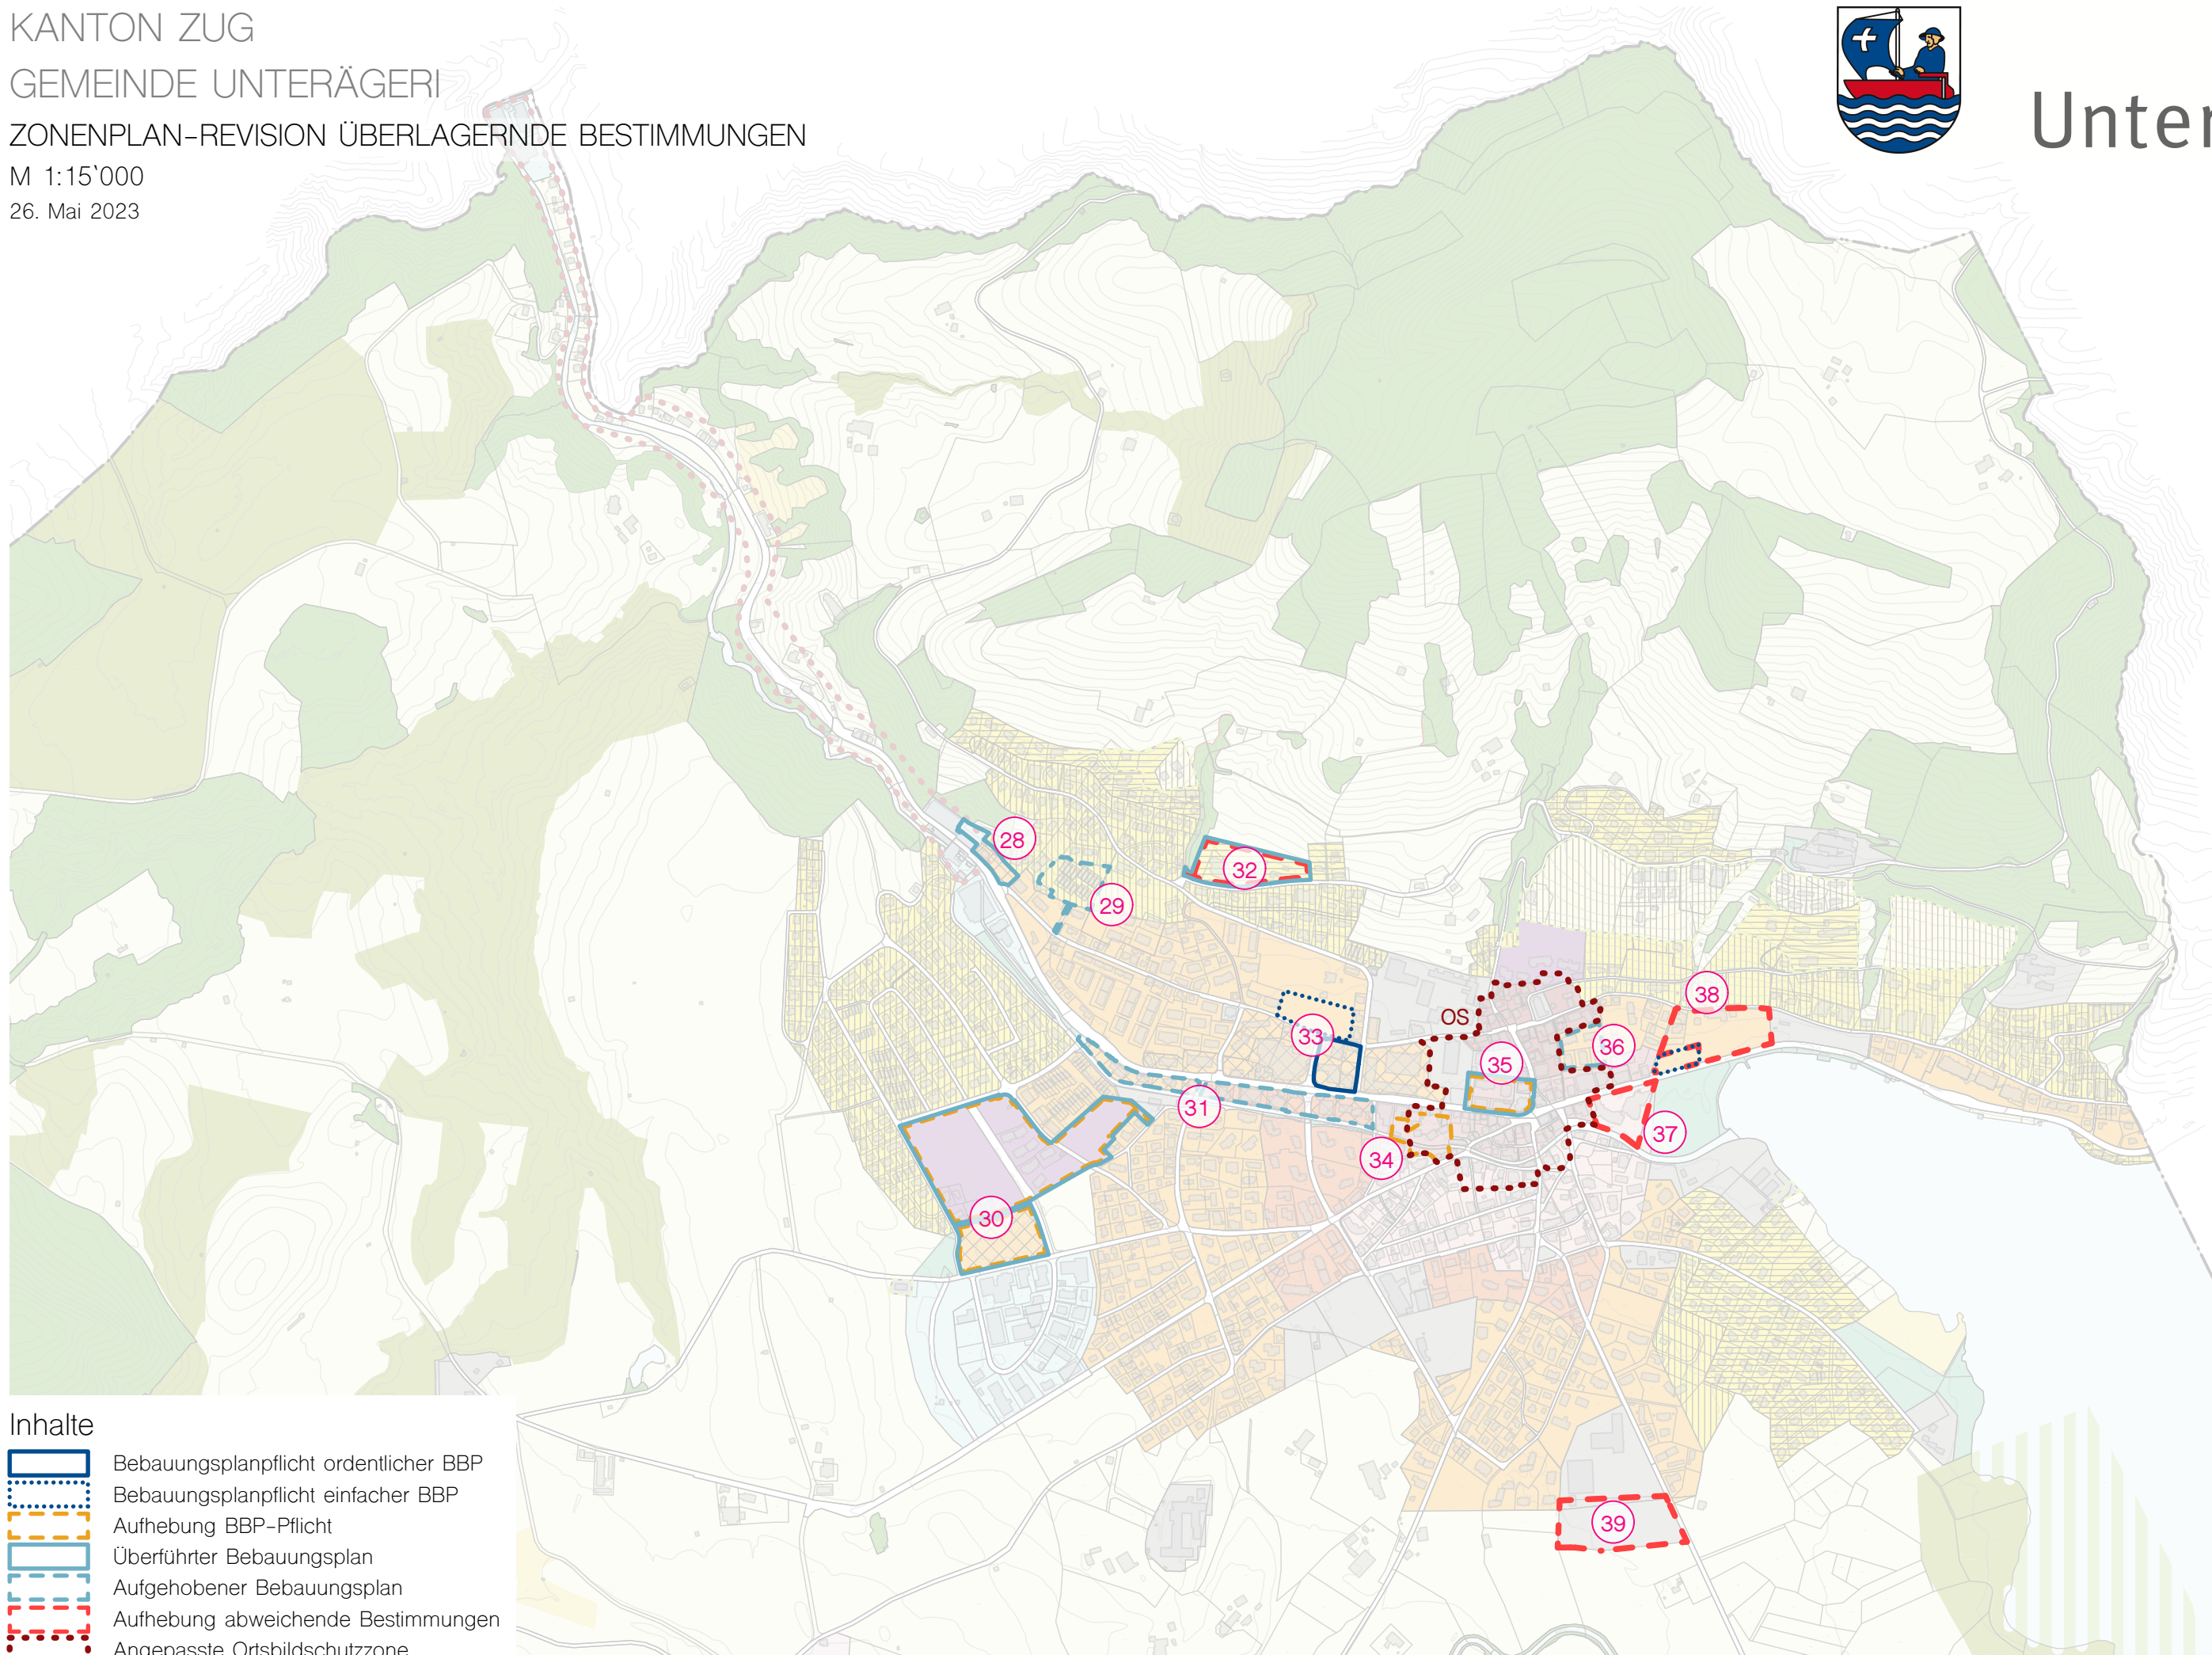 KANTON ZUG
GEMEINDE UNTERÄGERI
ZONENPLAN-REVISION ÜBERLAGERNDE BESTIMMUNGEN
M 1:15`000
26. Mai 2023
Unter
28
32
29
38
33
OS
36
35
31
37
34
30
39
Inhalte
Bebauungsplanpflicht ordentlicher BBP
Bebauungsplanpflicht einfacher BBP
Aufhebung BBP-Pflicht
Überführter Bebauungsplan
Aufgehobener Bebauungsplan
Aufhebung abweichende Bestimmungen
Angepasste Ortsbildschutzzone